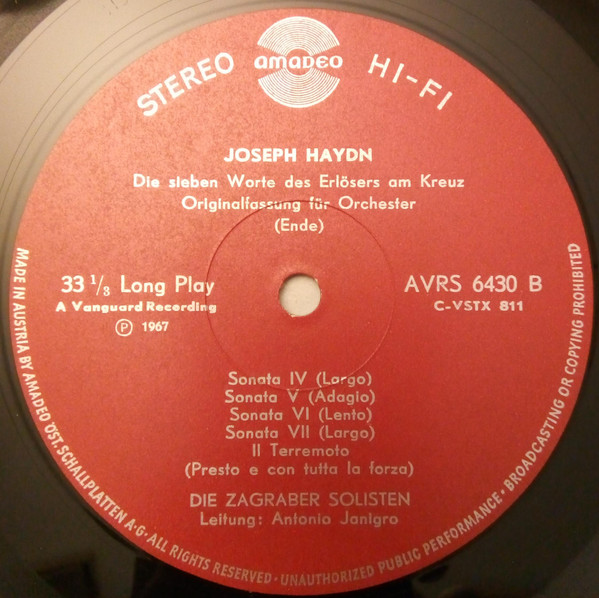 STEREO amadeo HI-FI
JOSEPH HAYDN
Die sieben Worte des Erlösers am Kreuz
Originalfassung für Orchester
(Ende)
33 1/3 Long Play
A Vanguard Recording
Ⓟ 1967
AVRS 6430 B
C-VSTX 811
Sonata IV (Largo)
Sonata V (Adagio)
Sonata VI (Lento)
Sonata VII (Largo)
Il Terremoto
(Presto e con tutta la forza)
DIE ZAGRABER SOLISTEN
Leitung: Antonio Janigro
MADE IN AUSTRIA BY AMADEO ÖST. SCHALLPLATTEN A·G·ALL RIGHTS RESERVED · UNAUTHORIZED PUBLIC PERFORMANCE · BROADCASTING OR COPYING PROHIBITED